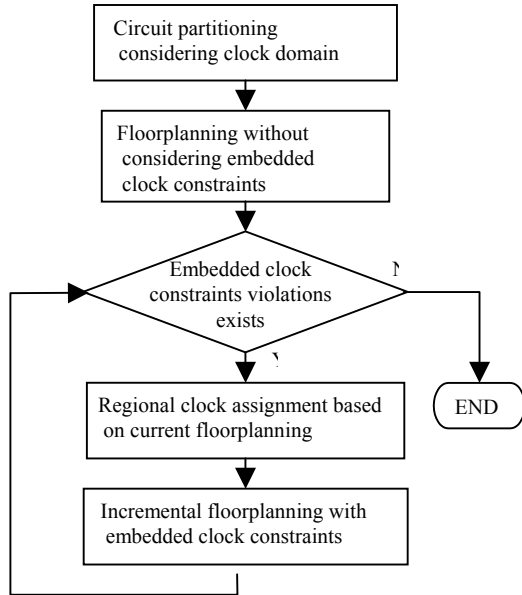 Circuit partitioning
considering clock domain
Floorplanning without
considering embedded
clock constraints
Embedded clock
constraints violations
exists
Regional clock assignment based
on current floorplanning
END
Incremental floorplanning with
embedded clock constraints